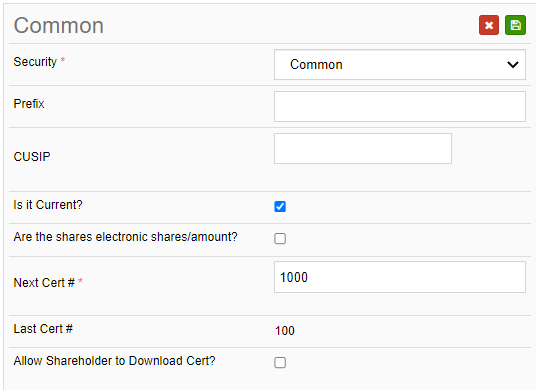 Common
Security *
Common
Prefix
CUSIP
Is it Current?
Are the shares electronic shares/amount?
Next Cert # *
1000
Last Cert #
100
Allow Shareholder to Download Cert?